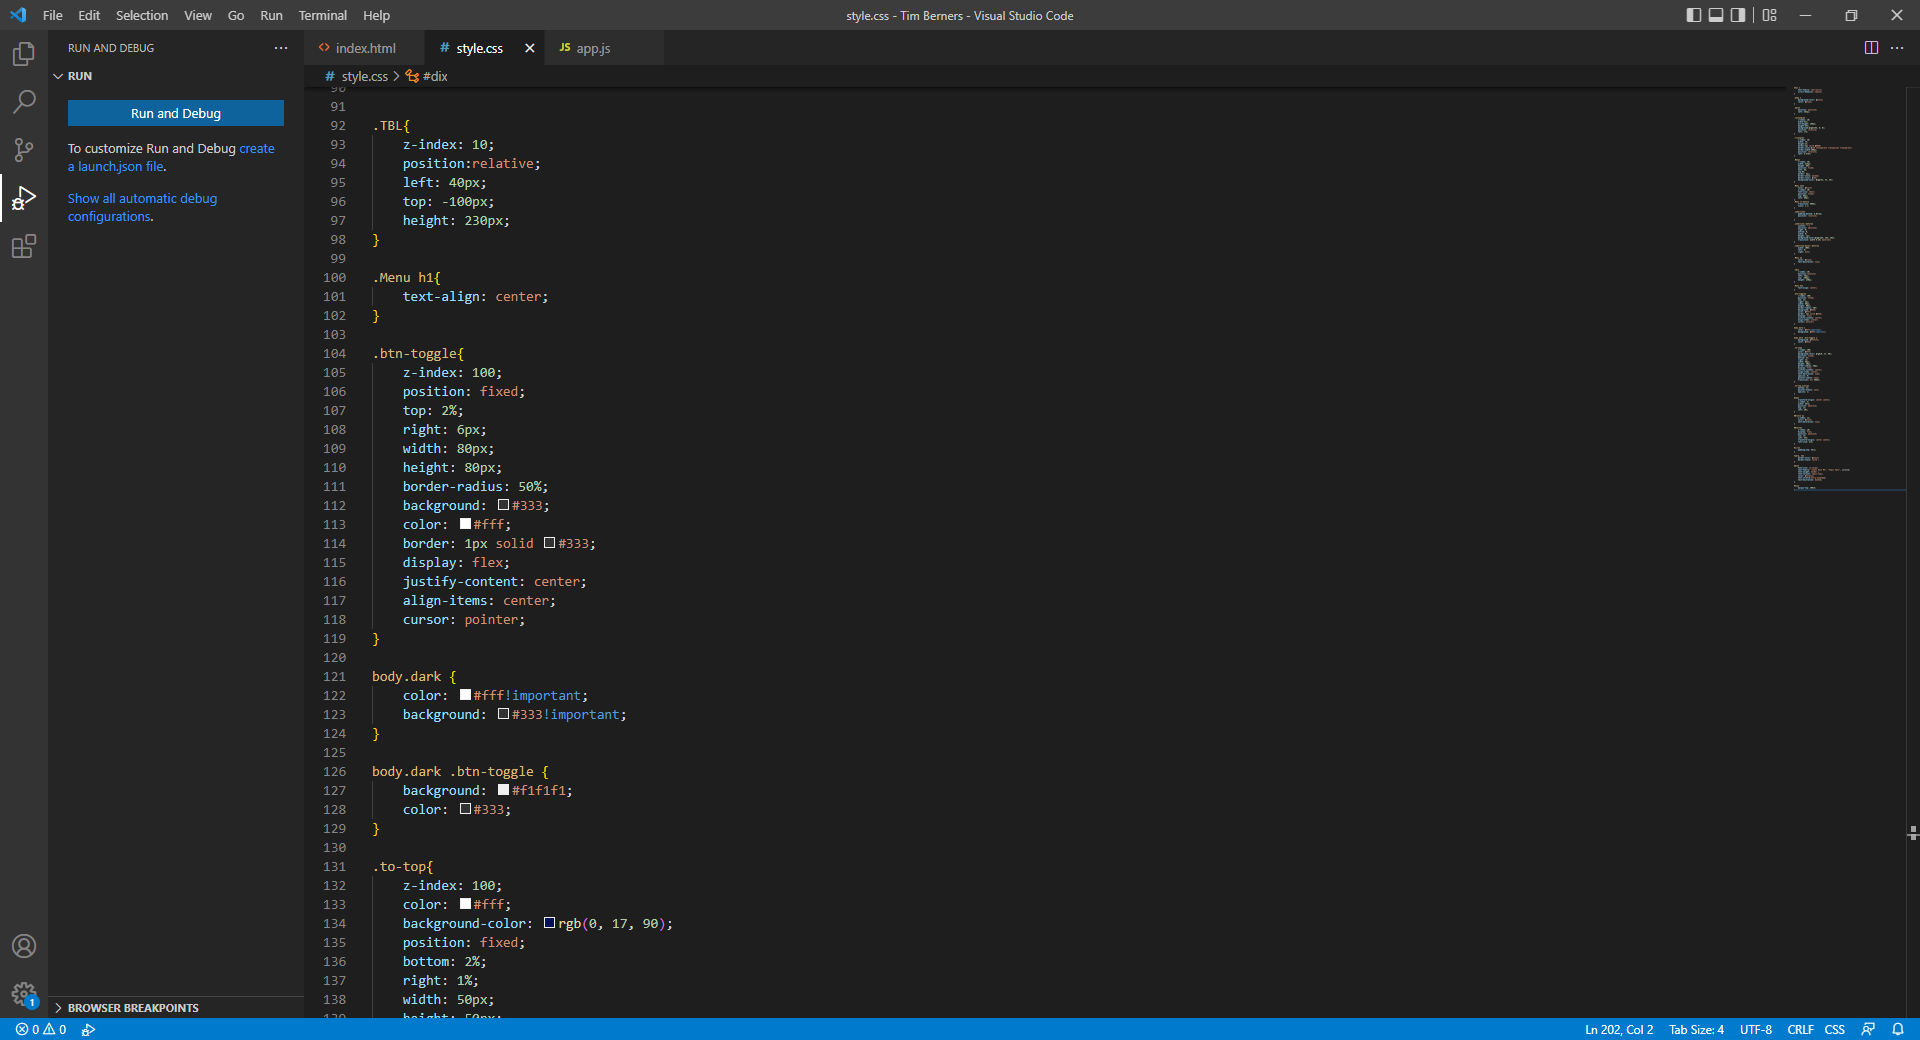 File Edit Selection View Go Run Terminal Help
style.css - Tim Berners - Visual Studio Code
RUN AND DEBUG
RUN
Run and Debug
To customize Run and Debug create
a launch.json file.
Show all automatic debug
configurations.
BROWSER BREAKPOINTS
1
<> index.html
# style.css
JS app.js
# style.css > #dix
90
91
92 .TBL{
93 z-index: 10;
94 position:relative;
95 left: 40px;
96 top: -100px;
97 height: 230px;
98 }
99
100 .Menu h1{
101 text-align: center;
102 }
103
104 .btn-toggle{
105 z-index: 100;
106 position: fixed;
107 top: 2%;
108 right: 6px;
109 width: 80px;
110 height: 80px;
111 border-radius: 50%;
112 background: #333;
113 color: #fff;
114 border: 1px solid #333;
115 display: flex;
116 justify-content: center;
117 align-items: center;
118 cursor: pointer;
119 }
120
121 body.dark {
122 color: #fff!important;
123 background: #333!important;
124 }
125
126 body.dark .btn-toggle {
127 background: #f1f1f1;
128 color: #333;
129 }
130
131 .to-top{
132 z-index: 100;
133 color: #fff;
134 background-color: rgb(0, 17, 90);
135 position: fixed;
136 bottom: 2%;
137 right: 1%;
138 width: 50px;
139 height: 50px;
0 0
Ln 202, Col 2 Tab Size: 4 UTF-8 CRLF CSS